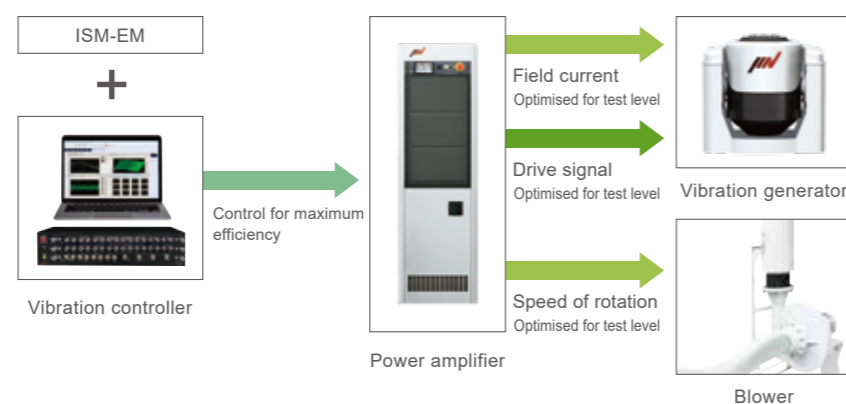 ISM-EM
+
Vibration controller
Control for maximum
efficiency
Power amplifier
Field current
Optimised for test level
Drive signal
Optimised for test level
Speed of rotation
Optimised for test level
Vibration generator
Blower